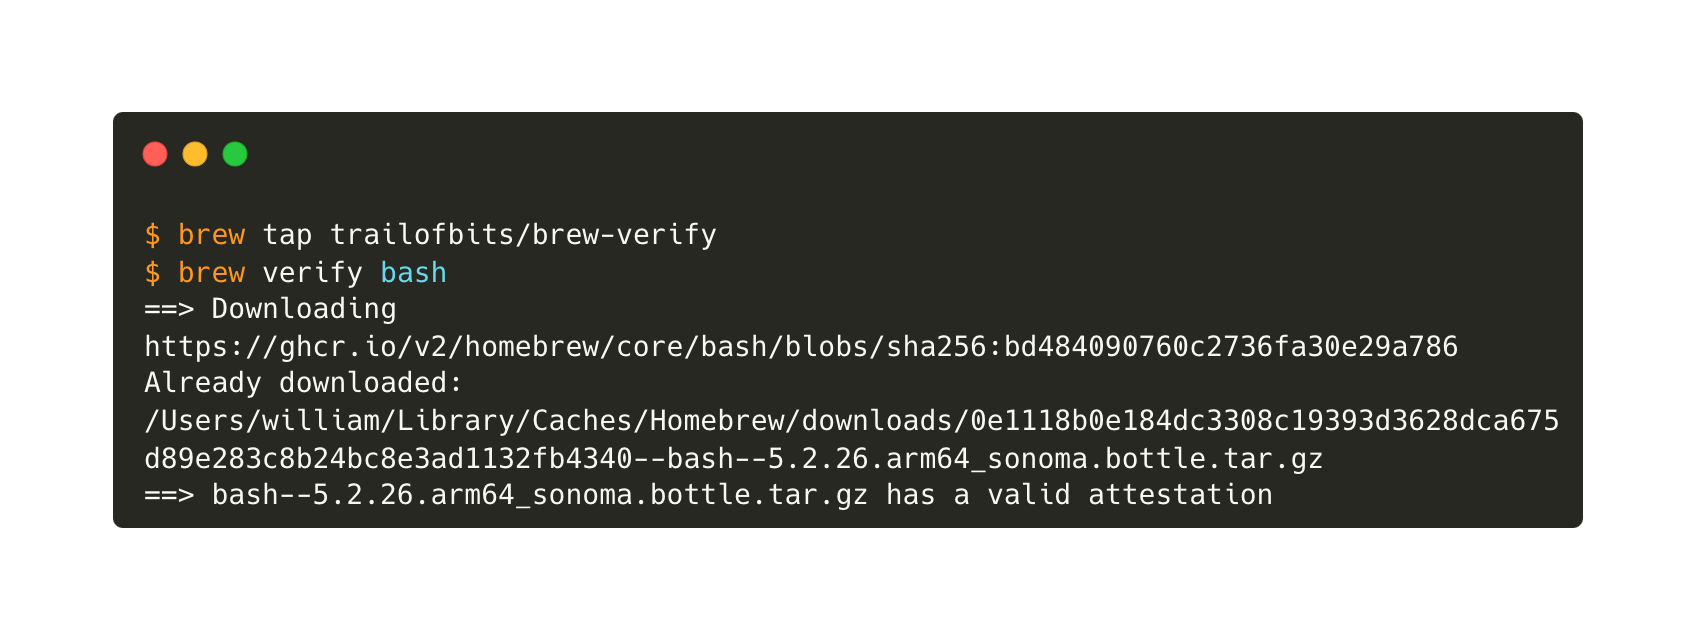 $ brew tap trailofbits/brew-verify
$ brew verify bash
==> Downloading
https://ghcr.io/v2/homebrew/core/bash/blobs/sha256:bd484090760c2736fa30e29a786
Already downloaded:
/Users/william/Library/Caches/Homebrew/downloads/0e1118b0e184dc3308c19393d3628dca675
d89e283c8b24bc8e3ad1132fb4340--bash--5.2.26.arm64_sonoma.bottle.tar.gz
==> bash--5.2.26.arm64_sonoma.bottle.tar.gz has a valid attestation